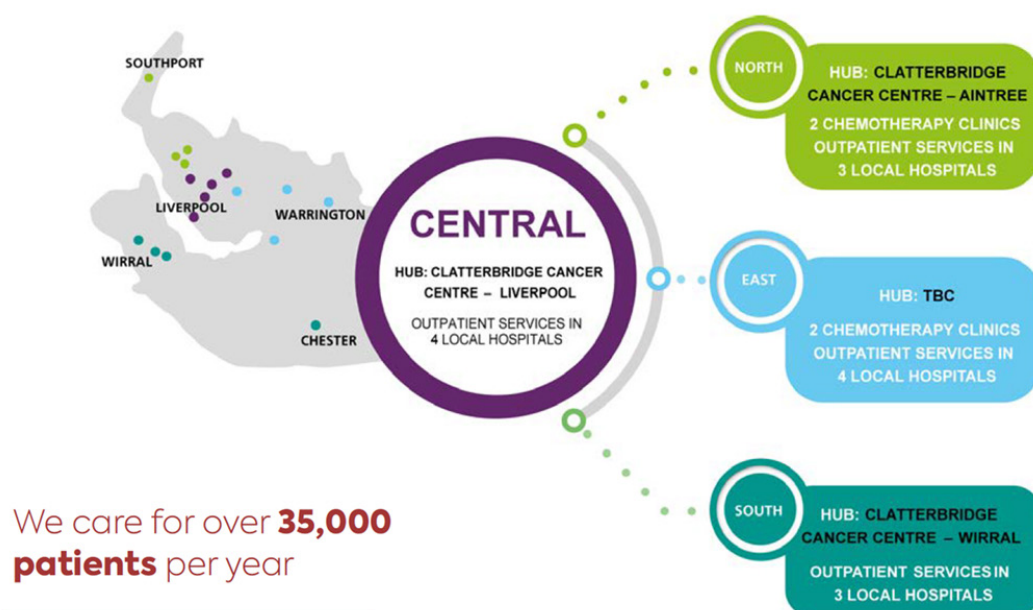 SOUTHPORT
LIVERPOOL
WARRINGTON
WIRRAL
CHESTER
CENTRAL
HUB: CLATTERBRIDGE CANCER
CENTRE – LIVERPOOL
OUTPATIENT SERVICES IN
4 LOCAL HOSPITALS
NORTH
HUB: CLATTERBRIDGE
CANCER CENTRE – AINTREE
2 CHEMOTHERAPY CLINICS
OUTPATIENT SERVICES IN
3 LOCAL HOSPITALS
EAST
HUB: TBC
2 CHEMOTHERAPY CLINICS
OUTPATIENT SERVICES IN
4 LOCAL HOSPITALS
SOUTH
HUB: CLATTERBRIDGE
CANCER CENTRE – WIRRAL
OUTPATIENT SERVICES IN
3 LOCAL HOSPITALS
We care for over 35,000
patients per year